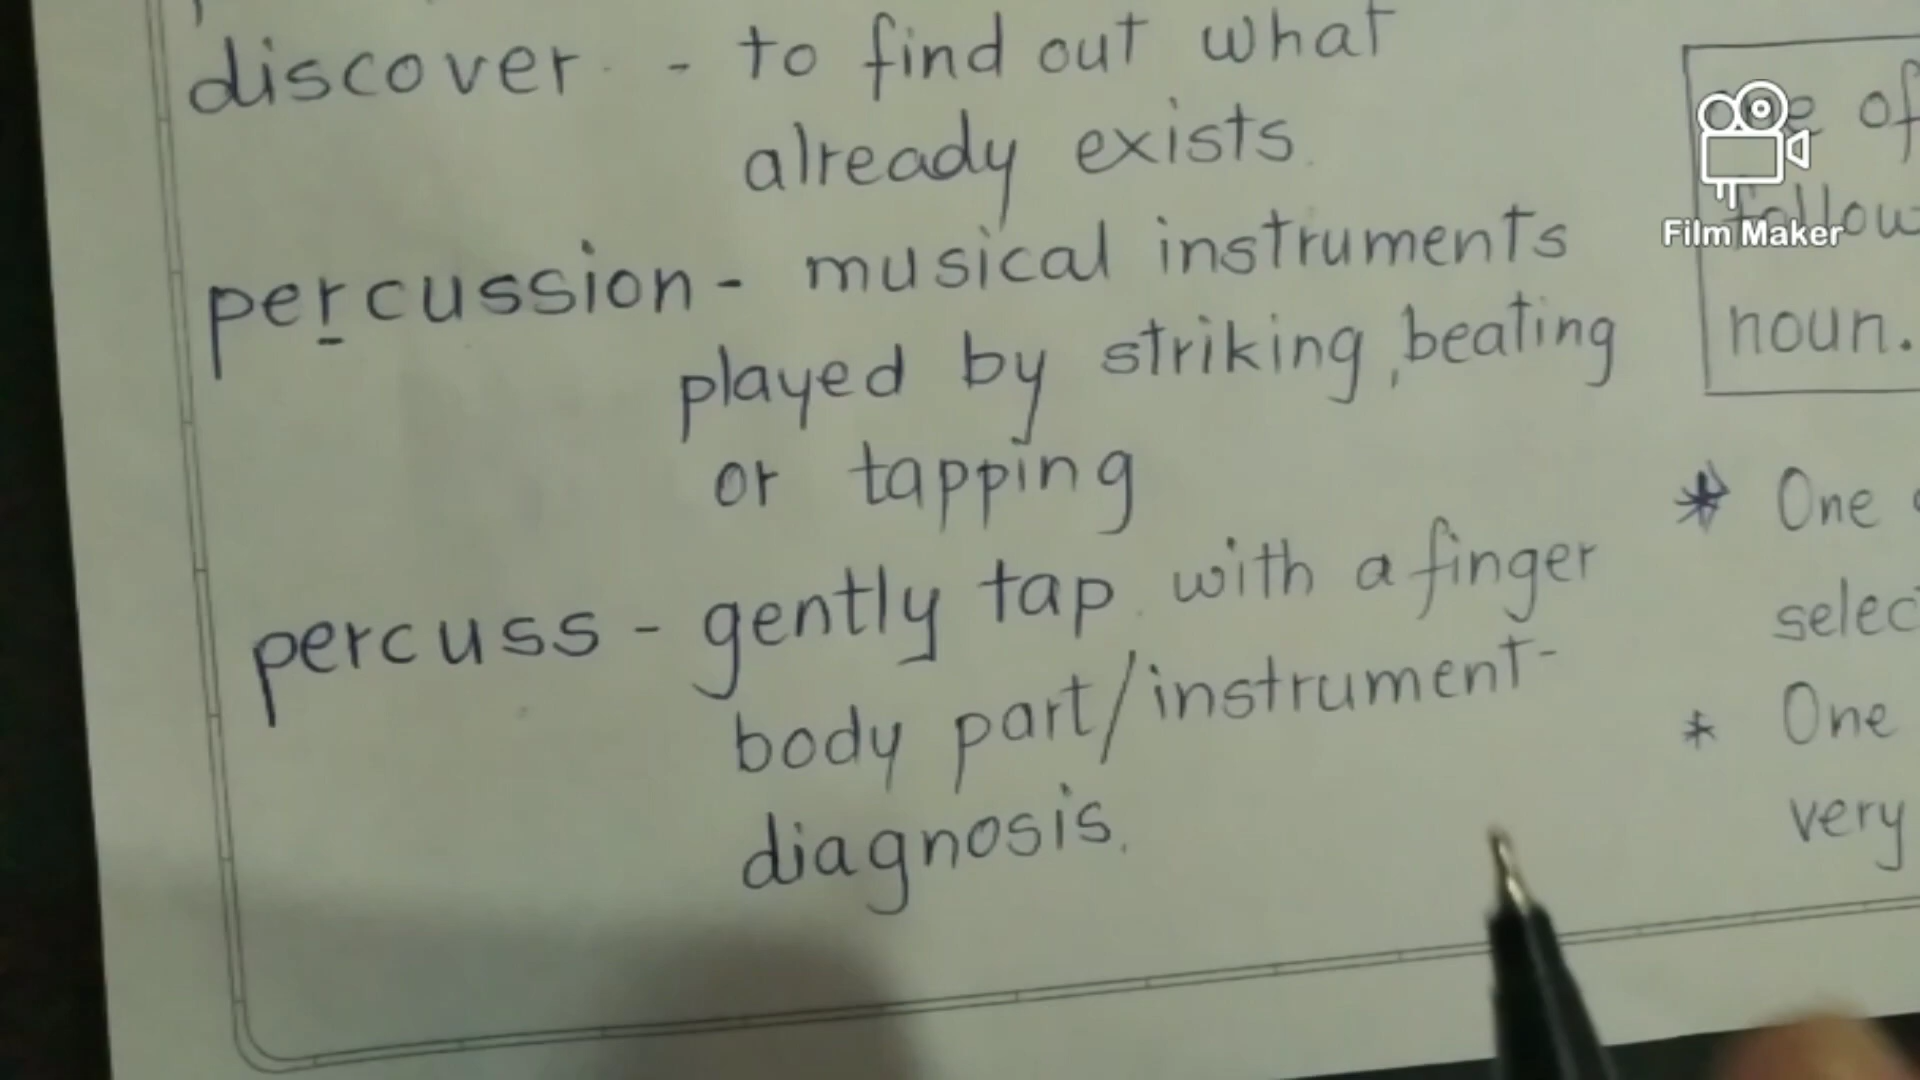 discover - to find out what
already exists.
percussion - musical instruments
played by striking, beating
or tapping
percuss - gently tap with a finger
body part/instrument-
diagnosis.
of
follow
noun.
* One
selec
* One
very
Film Maker